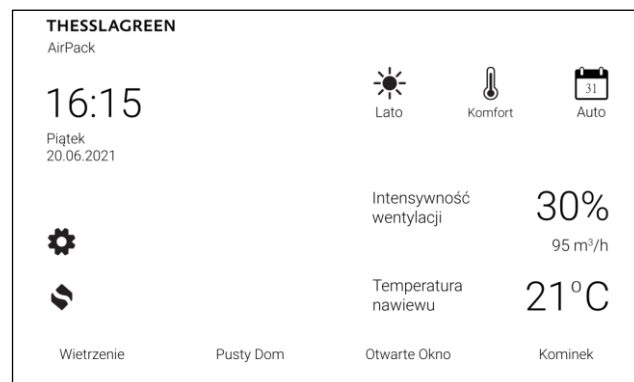 THESSLAGREEN
AirPack
16:15
Piątek
20.06.2021
31
Lato
Komfort
Auto
Intensywność
wentylacji
30%
95 m³/h
Temperatura
nawiewu
21°C
Wietrzenie
Pusty Dom
Otwarte Okno
Kominek